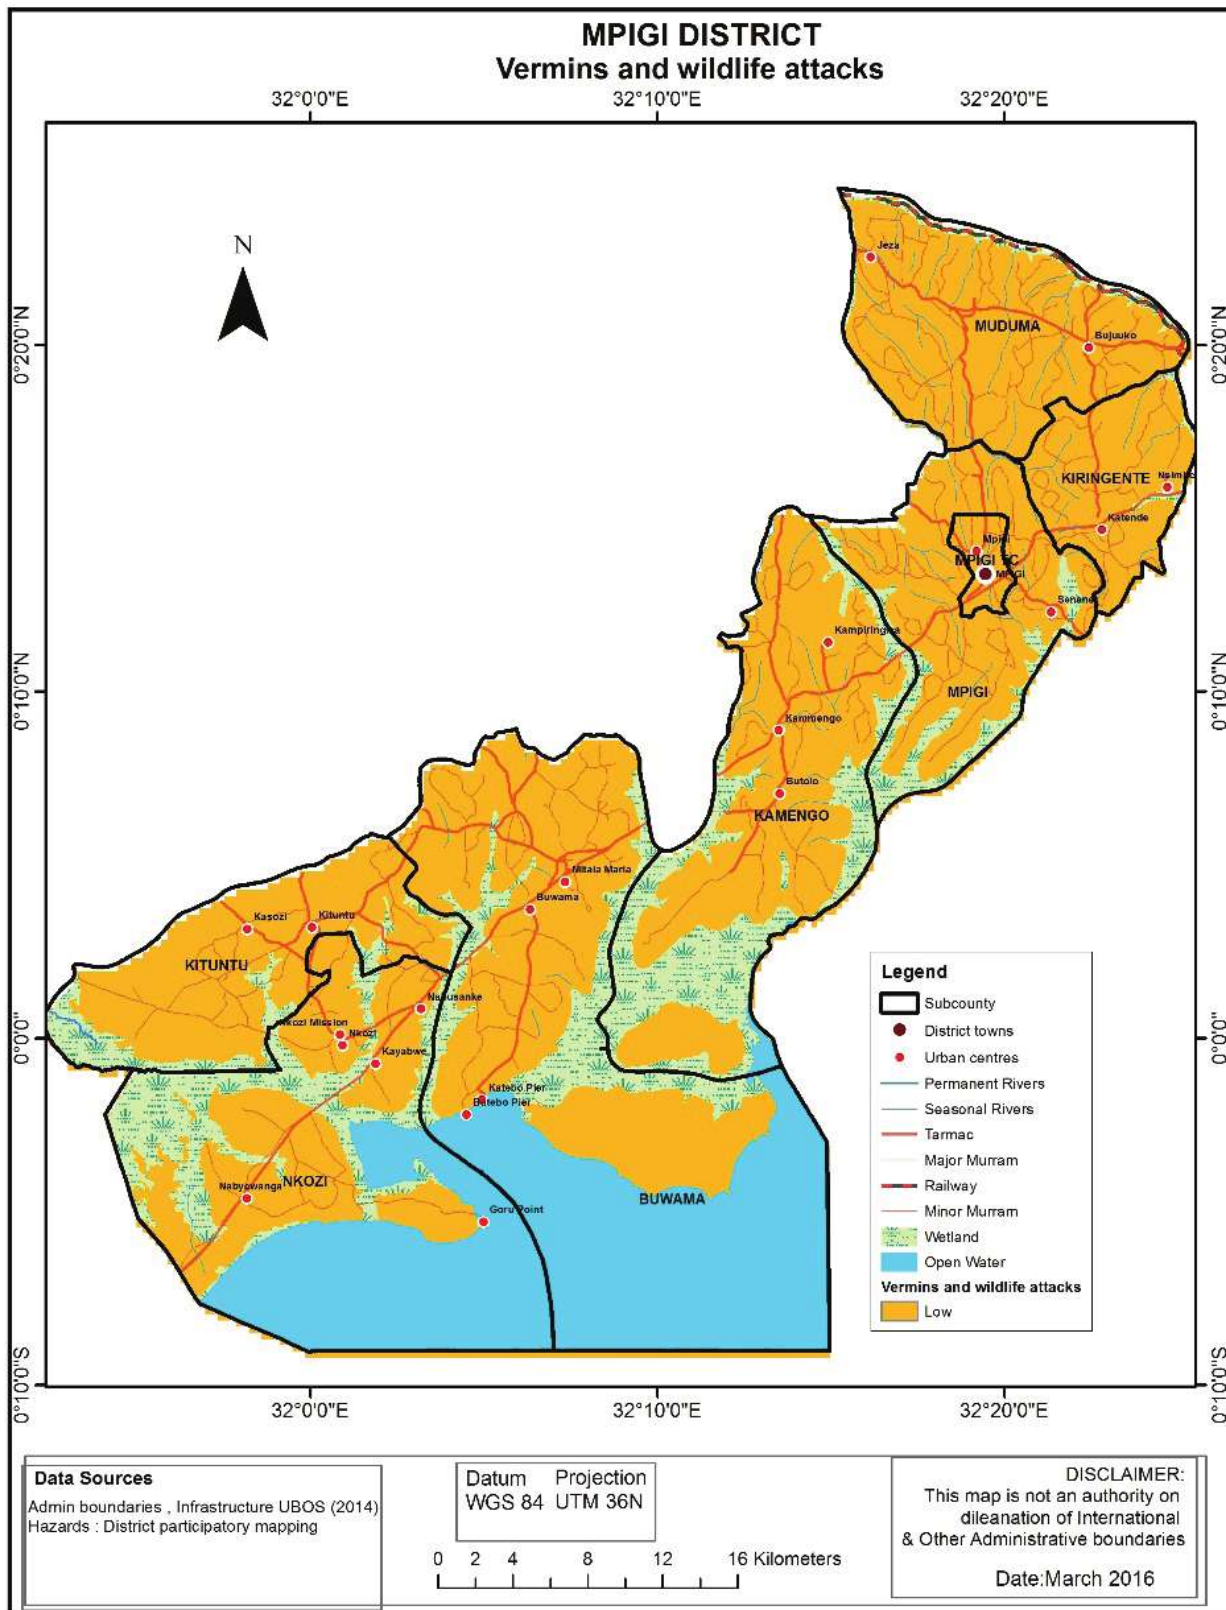 MPIGI DISTRICT
Vermins and wildlife attacks
32°0'0"E
32°10'0"E
32°20'0"E
N
0°20'0"N
0°20'0"N
0°10'0"N
0°10'0"N
0°0'0"
0°0'0"
0°10'0"S
0°10'0"S
Jeza
MUDUMA
Bujuuko
KIRINGENTE
Katende
Mpigi
MPIGI TC
MPIGI
Kampiringisa
MPIGI
Kammengo
Butolo
KAMENGO
Mitala Maria
Buwama
Kasozi
Kituntu
KITUNTU
Nabusanke
Nkozi Mission
Nkozi
Kayabwe
Katebo Pier
Batebo Pier
Nabyewanga
NKOZI
BUWAMA
Goru Point
Legend
Subcounty
District towns
Urban centres
Permanent Rivers
Seasonal Rivers
Tarmac
Major Murram
Railway
Minor Murram
Wetland
Open Water
Vermins and wildlife attacks
Low
32°0'0"E
32°10'0"E
32°20'0"E
Data Sources
Admin boundaries , Infrastructure UBOS (2014)
Hazards : District participatory mapping
Datum Projection
WGS 84 UTM 36N
0 2 4 8 12 16 Kilometers
DISCLAIMER:
This map is not an authority on
dileanation of International
& Other Administrative boundaries
Date:March 2016